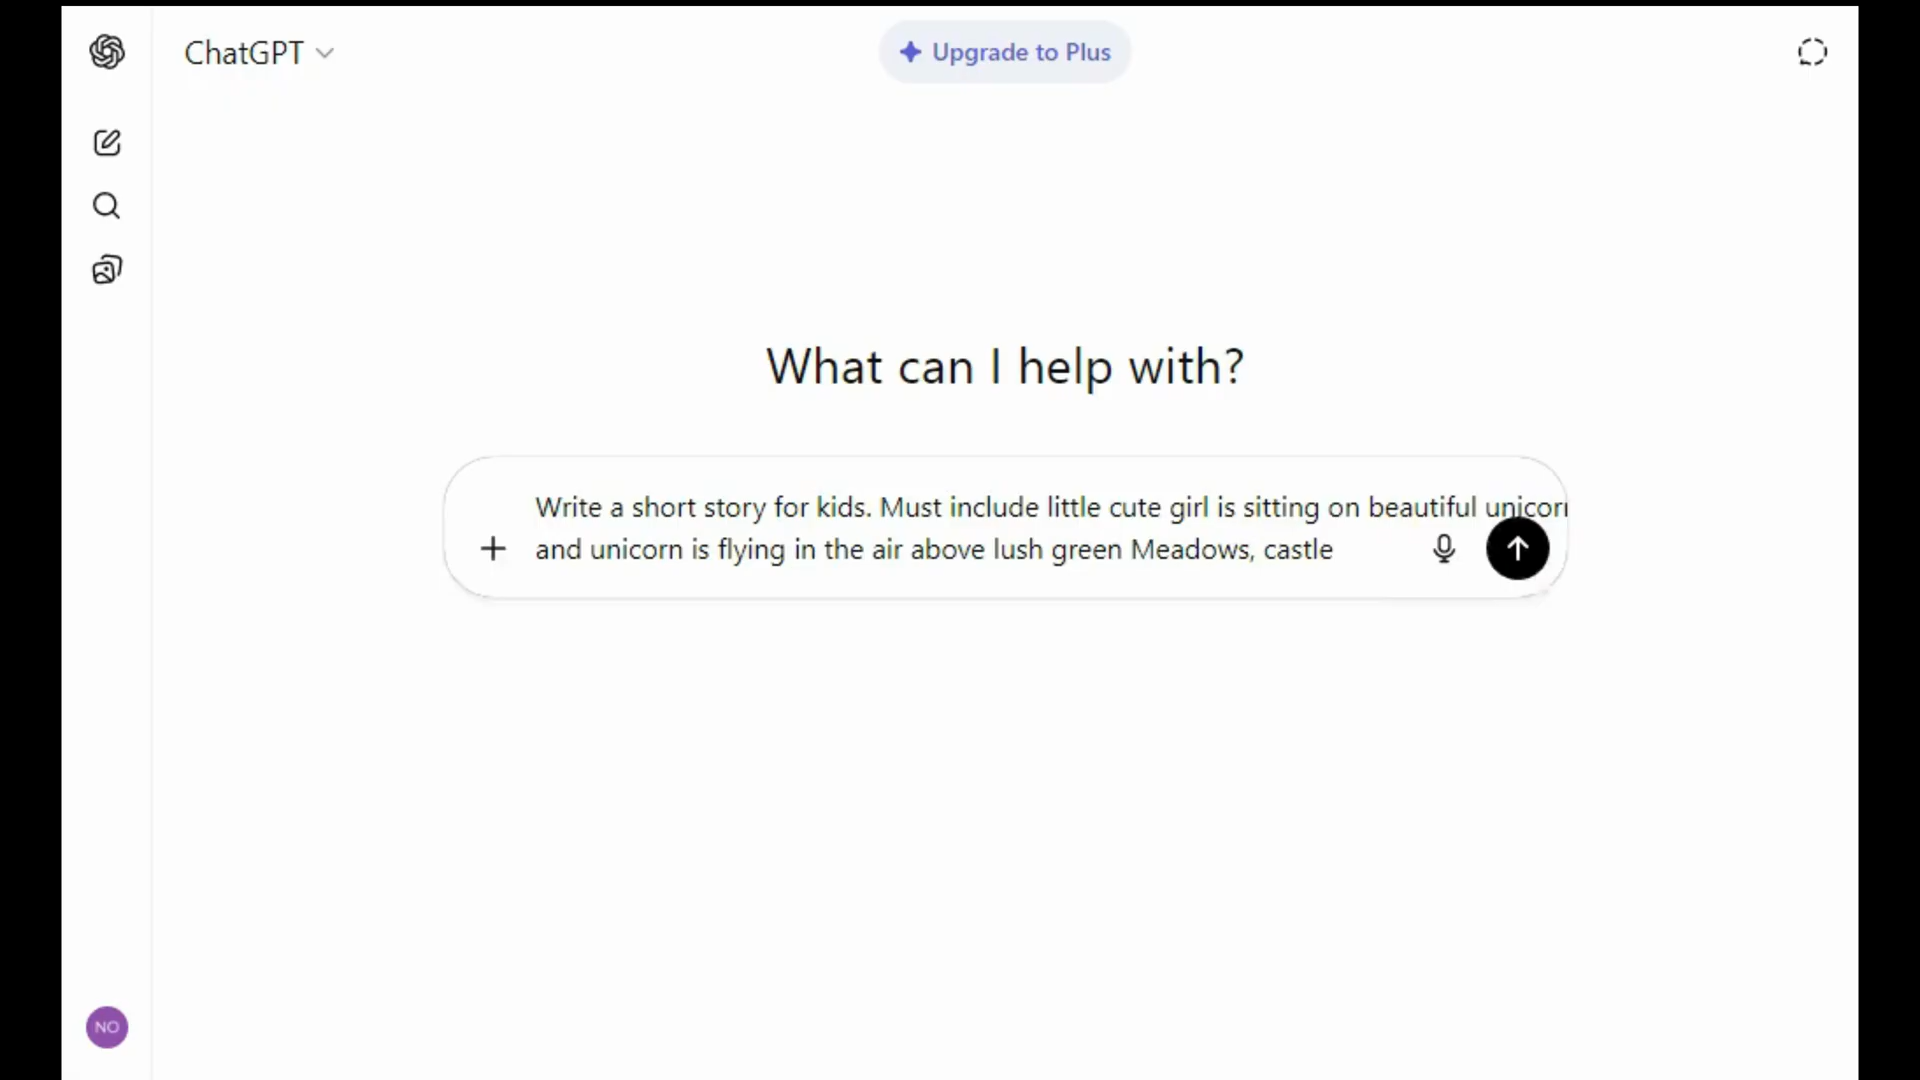 ChatGPT
Upgrade to Plus
What can I help with?
Write a short story for kids. Must include little cute girl is sitting on beautiful unicorn
and unicorn is flying in the air above lush green Meadows, castle
NO